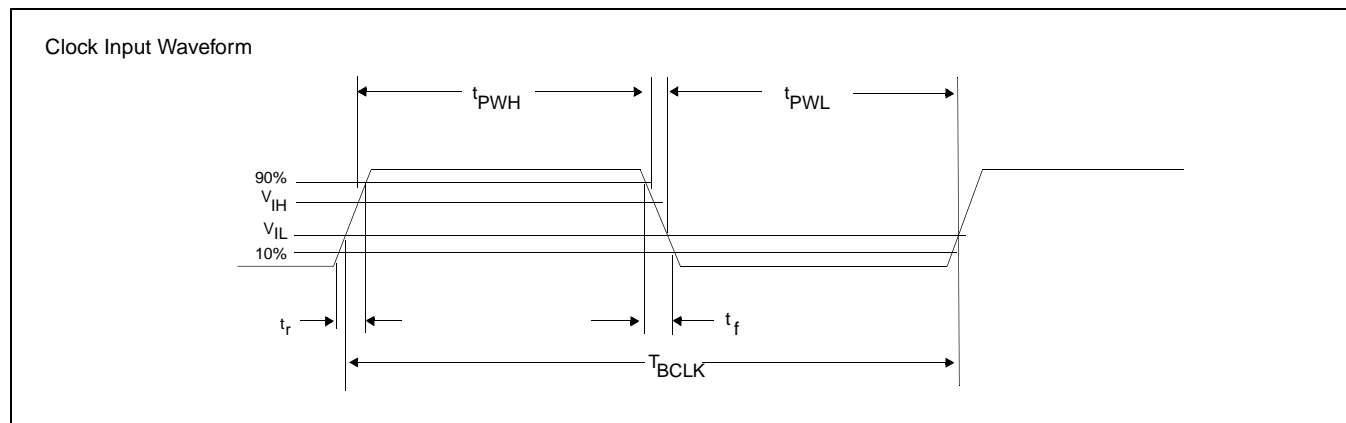 Clock Input Waveform
tPWH
tPWL
90%
VIH
VIL
10%
tr
tf
TBCLK